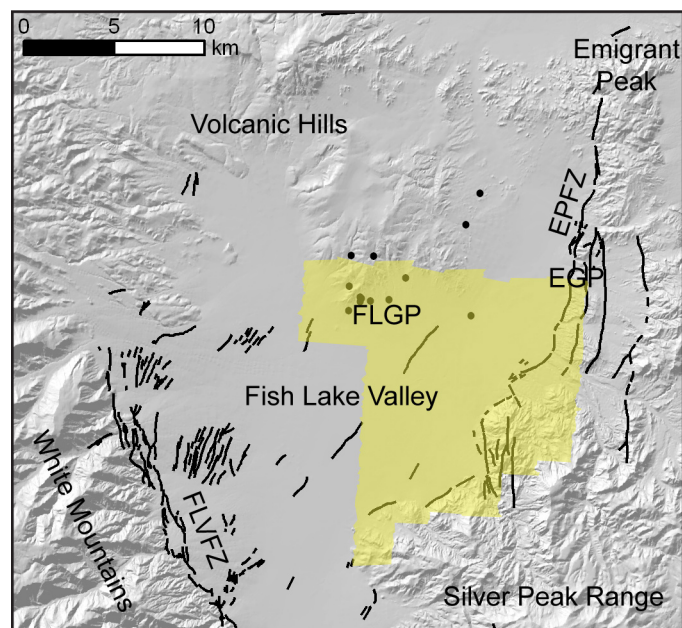 0 5 10
km
Emigrant
Peak
Volcanic Hills
EPFZ
EGP
FLGP
Fish Lake Valley
White Mountains
FLVFZ
Silver Peak Range